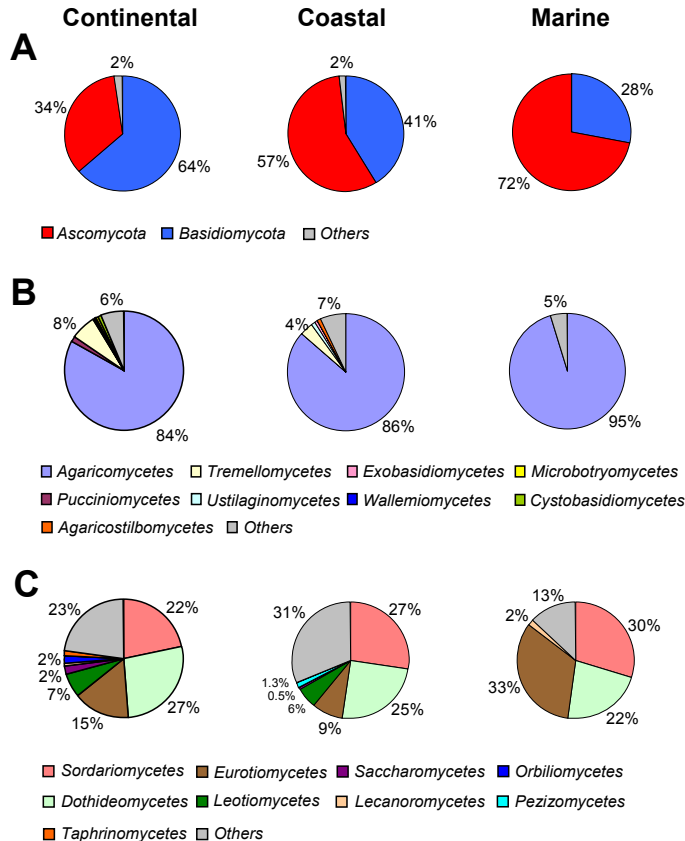 Continental Coastal Marine
A
2% 2%
34% 28%
41%
57%
64% 72%
Ascomycota Basidiomycota Others
B
6% 7% 5%
8% 4%
84% 86% 95%
Agaricomycetes Tremellomycetes Exobasidiomycetes Microbotryomycetes
Pucciniomycetes Ustilaginomycetes Wallemiomycetes Cystobasidiomycetes
Agaricostilbomycetes Others
C
23% 22% 31% 27% 13% 30%
2%
2% 1.3%
2% 0.5% 33%
7% 6%
15% 27% 9% 25% 22%
Sordariomycetes Eurotiomycetes Saccharomycetes Orbiliomycetes
Dothideomycetes Leotiomycetes Lecanoromycetes Pezizomycetes
Taphrinomycetes Others